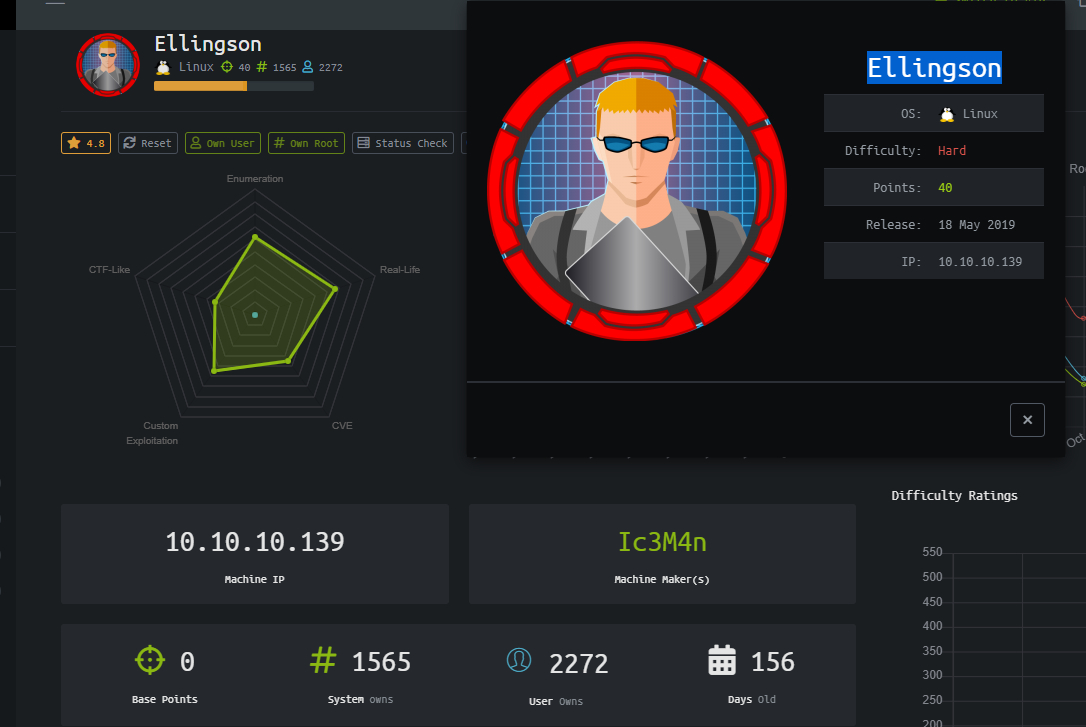 Ellingson
Linux 40 1565 2272
4.8 Reset Own User Own Root Status Check
Enumeration
CTF-Like
Real-Life
Custom
Exploitation
CVE
Ellingson
OS: Linux
Difficulty: Hard
Points: 40
Release: 18 May 2019
IP: 10.10.10.139
×
Ro
Oct
10.10.10.139
Machine IP
Ic3M4n
Machine Maker(s)
0
Base Points
1565
System owns
2272
User Owns
156
Days Old
Difficulty Ratings
550
500
450
400
350
300
250
200